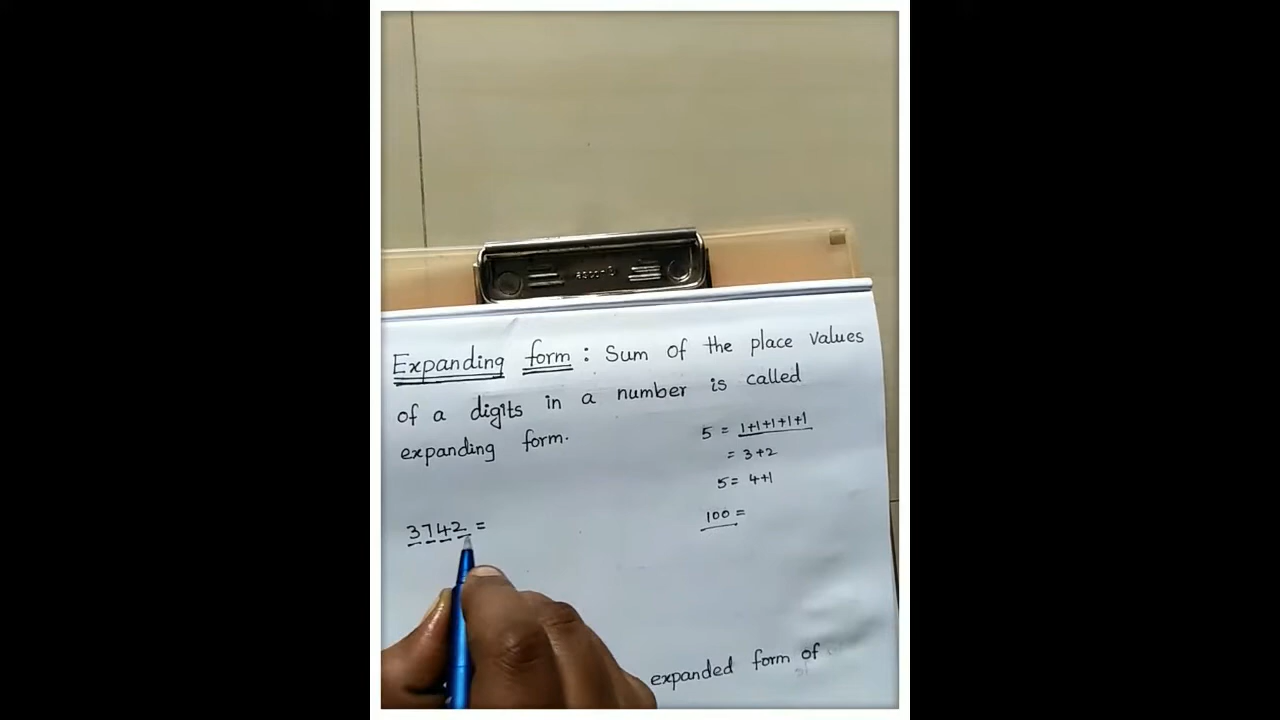 Expanding form : Sum of the place values
of a digits in a number is called
expanding form.
5 = 1+1+1+1+1
= 3+2
5 = 4+1
100 =
3742 =
expanded form of